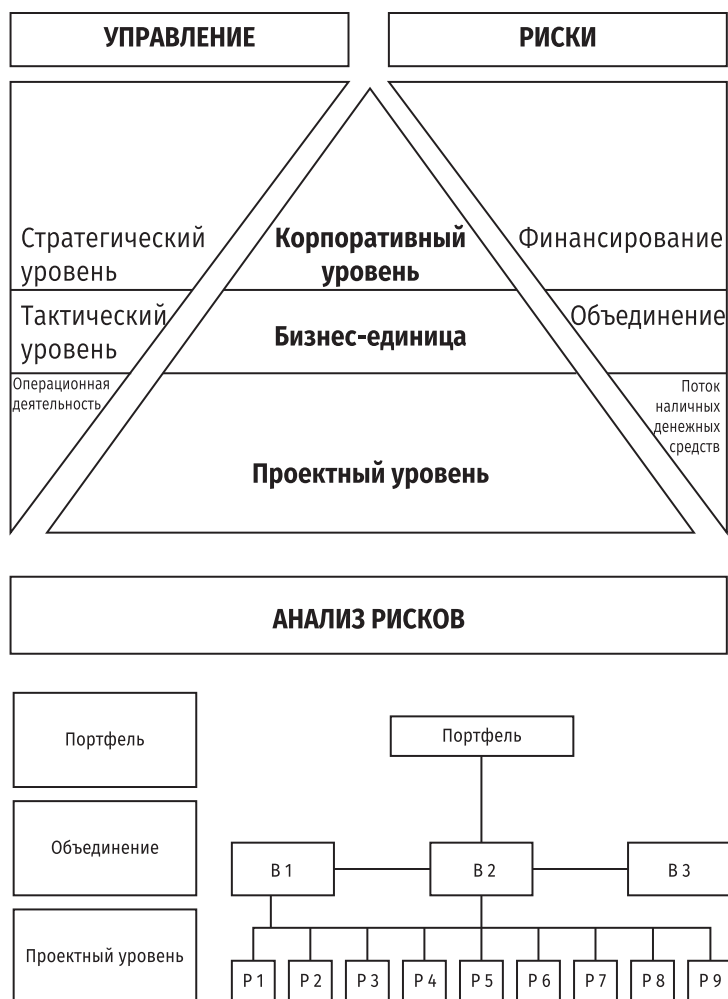 УПРАВЛЕНИЕ
РИСКИ
Стратегический
уровень
Корпоративный
уровень
Финансирование
Тактический
уровень
Бизнес-единица
Объединение
Операционная
деятельность
Проектный уровень
Поток
наличных
денежных
средств
АНАЛИЗ РИСКОВ
Портфель
Портфель
Объединение
В 1
В 2
В 3
Проектный уровень
Р 1
Р 2
Р 3
Р 4
Р 5
Р 6
Р 7
Р 8
Р 9